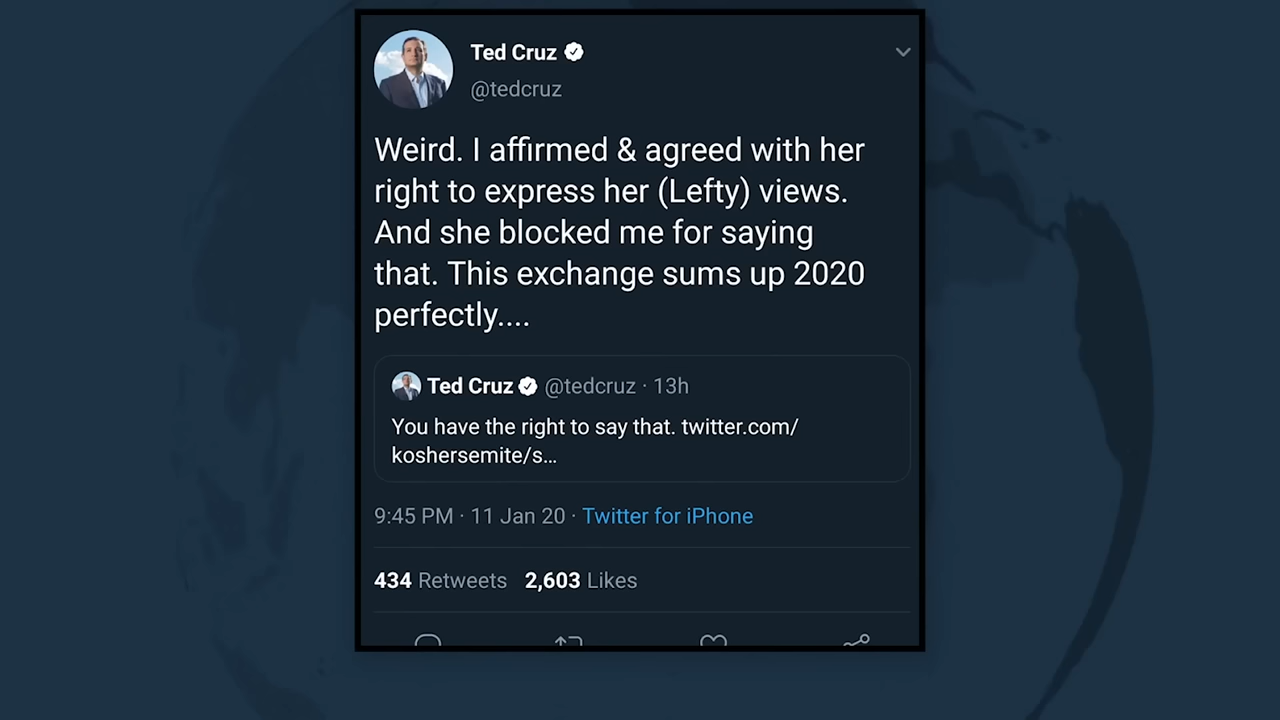 Ted Cruz
@tedcruz
Weird. I affirmed & agreed with her
right to express her (Lefty) views.
And she blocked me for saying
that. This exchange sums up 2020
perfectly....
Ted Cruz @tedcruz · 13h
You have the right to say that. twitter.com/
koshersemite/s…
9:45 PM · 11 Jan 20 · Twitter for iPhone
434 Retweets 2,603 Likes